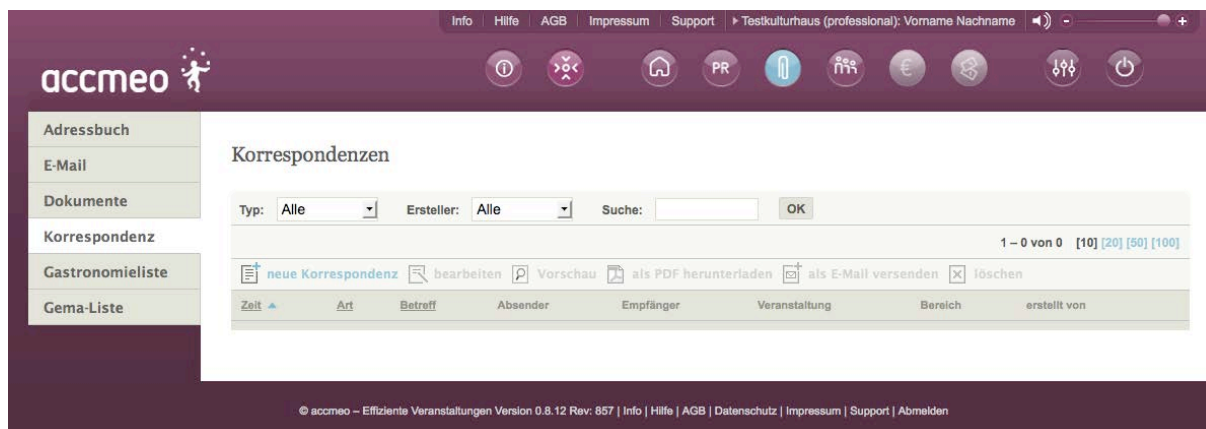 Info Hilfe AGB Impressum Support Testkulturhaus (professional): Vorname Nachname - +
accmeo
PR €
Adressbuch
E-Mail
Dokumente
Korrespondenz
Gastronomieliste
Gema-Liste
Korrespondenzen
Typ: Alle Ersteller: Alle Suche: OK
1 – 0 von 0 [10] [20] [50] [100]
neue Korrespondenz bearbeiten Vorschau als PDF herunterladen als E-Mail versenden löschen
Zeit Art Betreff Absender Empfänger Veranstaltung Bereich erstellt von
© accmeo – Effiziente Veranstaltungen Version 0.8.12 Rev: 857 | Info | Hilfe | AGB | Datenschutz | Impressum | Support | Abmelden